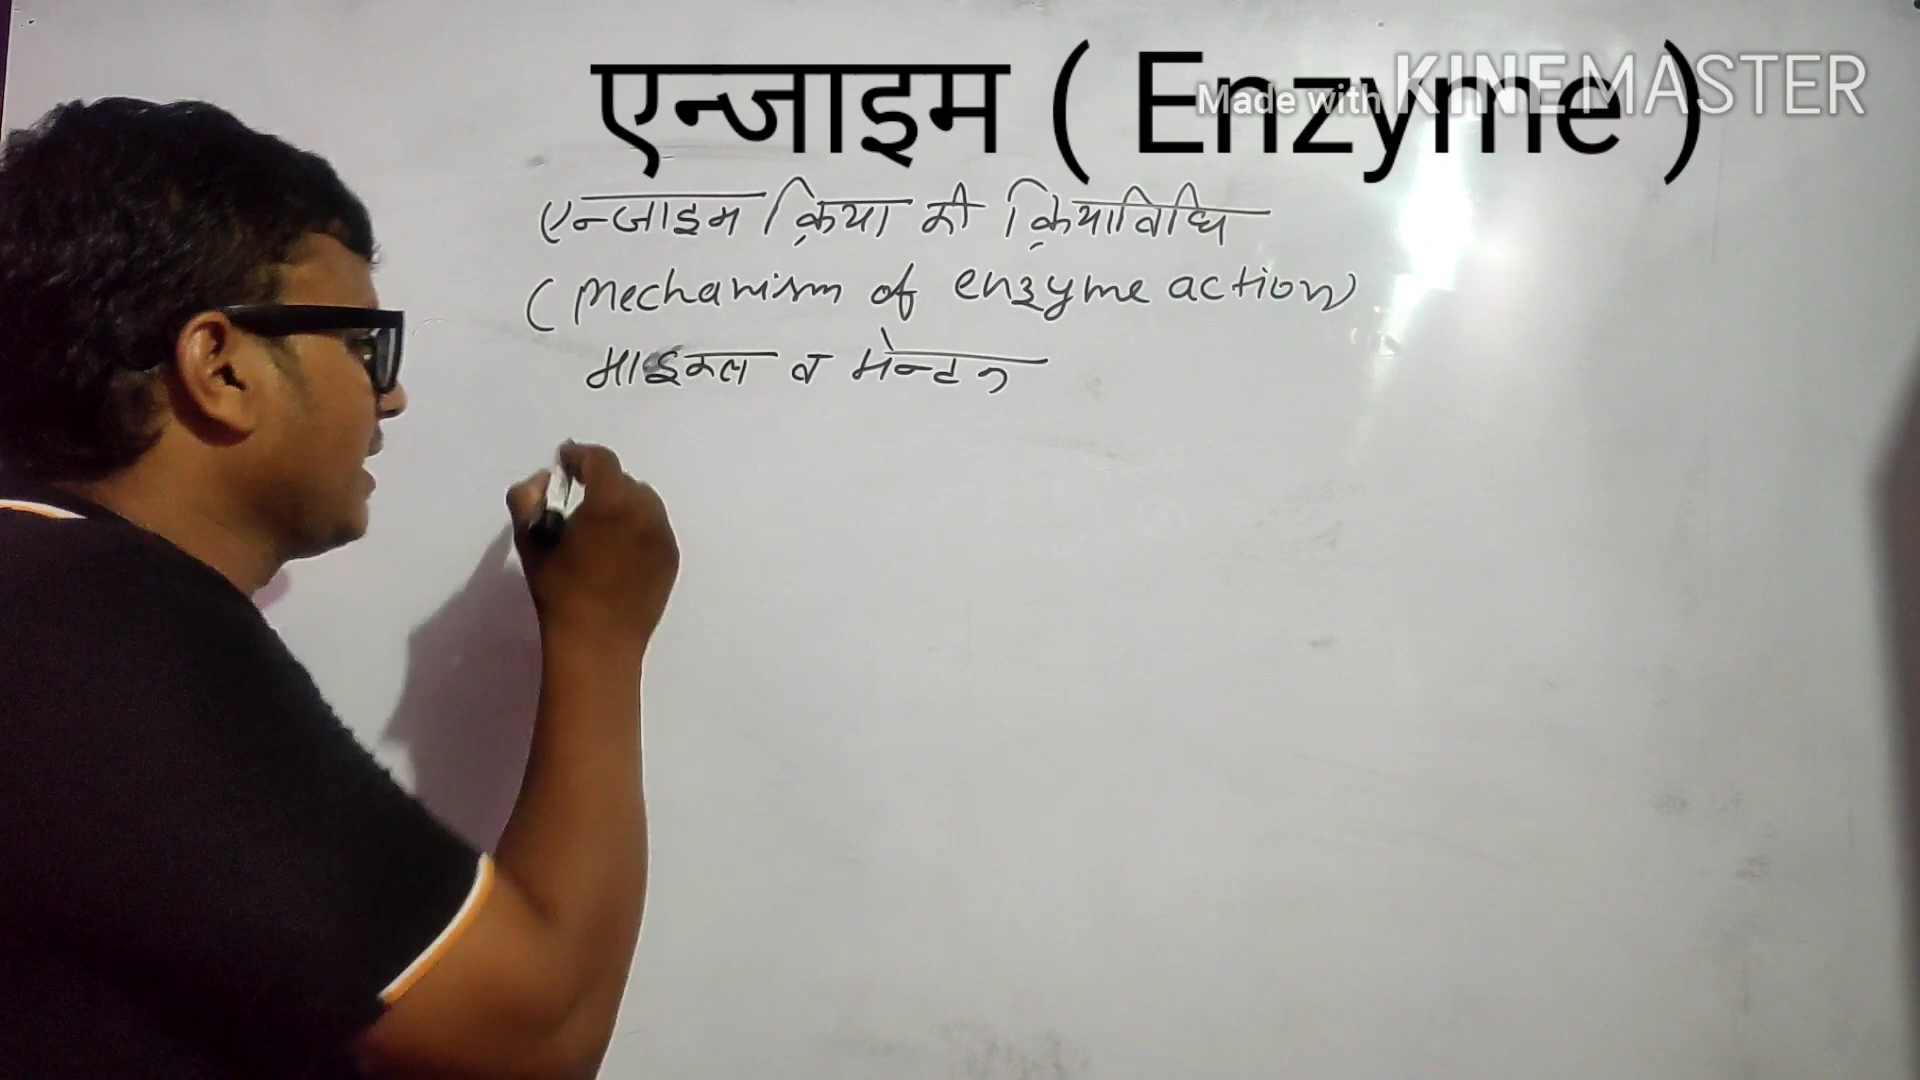 एन्जाइम ( Enzyme )
Made with KINEMASTER
एन्जाइम क्रिया की क्रियाविधि
( Mechanism of enzyme action)
माइकल व मेन्टन